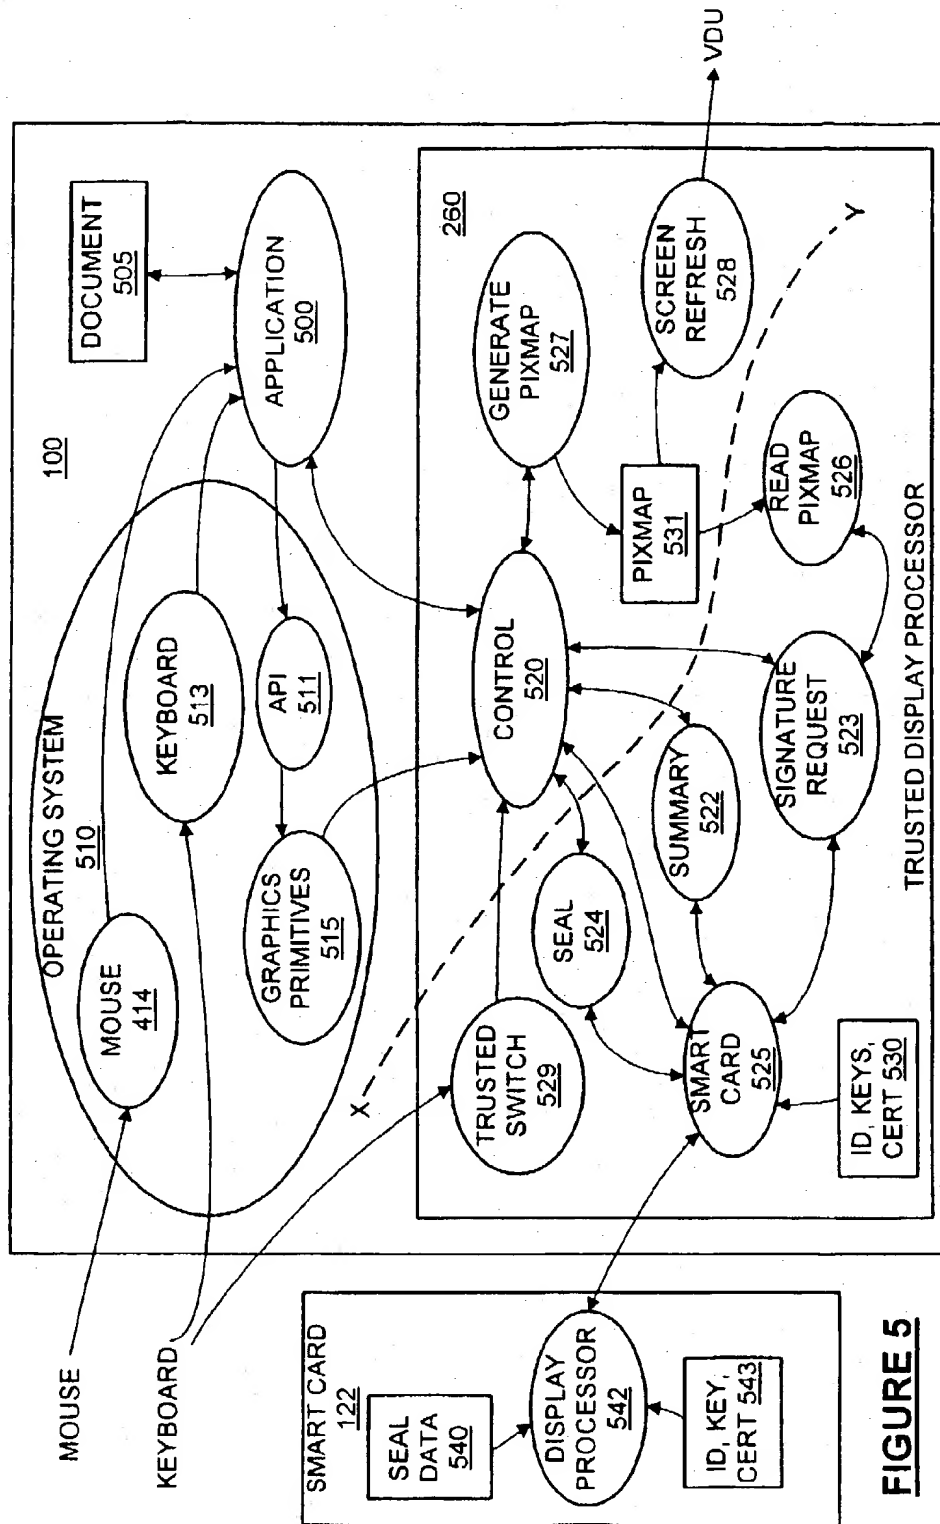 MOUSE
KEYBOARD
100
OPERATING SYSTEM
510
MOUSE
414
KEYBOARD
513
API
511
GRAPHICS
PRIMITIVES
515
DOCUMENT
505
APPLICATION
500
260
TRUSTED
SWITCH
529
CONTROL
520
GENERATE
PIXMAP
527
PIXMAP
531
SCREEN
REFRESH
528
VDU
X
Y
SEAL
524
SUMMARY
522
SIGNATURE
REQUEST
523
READ
PIXMAP
526
SMART
CARD
525
ID, KEYS,
CERT 530
TRUSTED DISPLAY PROCESSOR
SMART CARD
122
SEAL
DATA
540
DISPLAY
PROCESSOR
542
ID, KEY,
CERT 543
FIGURE 5